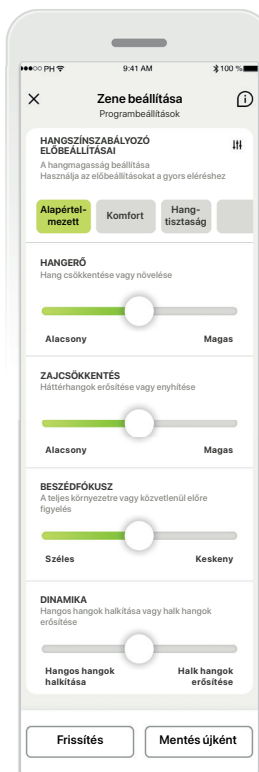 PH 9:41 AM 100 %
Zene beállítása
Programbeállítások
HANGSZÍNSZABÁLYOZÓ
ELŐBEÁLLÍTÁSAI
A hangmagasság beállítása
Használja az előbeállításokat a gyors eléréshez
Alapértel-
mezett
Komfort
Hang-
tisztaság
HANGERŐ
Hang csökkentése vagy növelése
Alacsony Magas
ZAJCSÖKKENTÉS
Háttérhangok erősítése vagy enyhítése
Alacsony Magas
BESZÉDFÓKUSZ
A teljes környezetre vagy közvetlenül előre
figyelés
Széles Keskeny
DINAMIKA
Hangos hangok halkítása vagy halk hangok
erősítése
Hangos hangok
halkítása
Halk hangok
erősítése
Frissítés Mentés újként